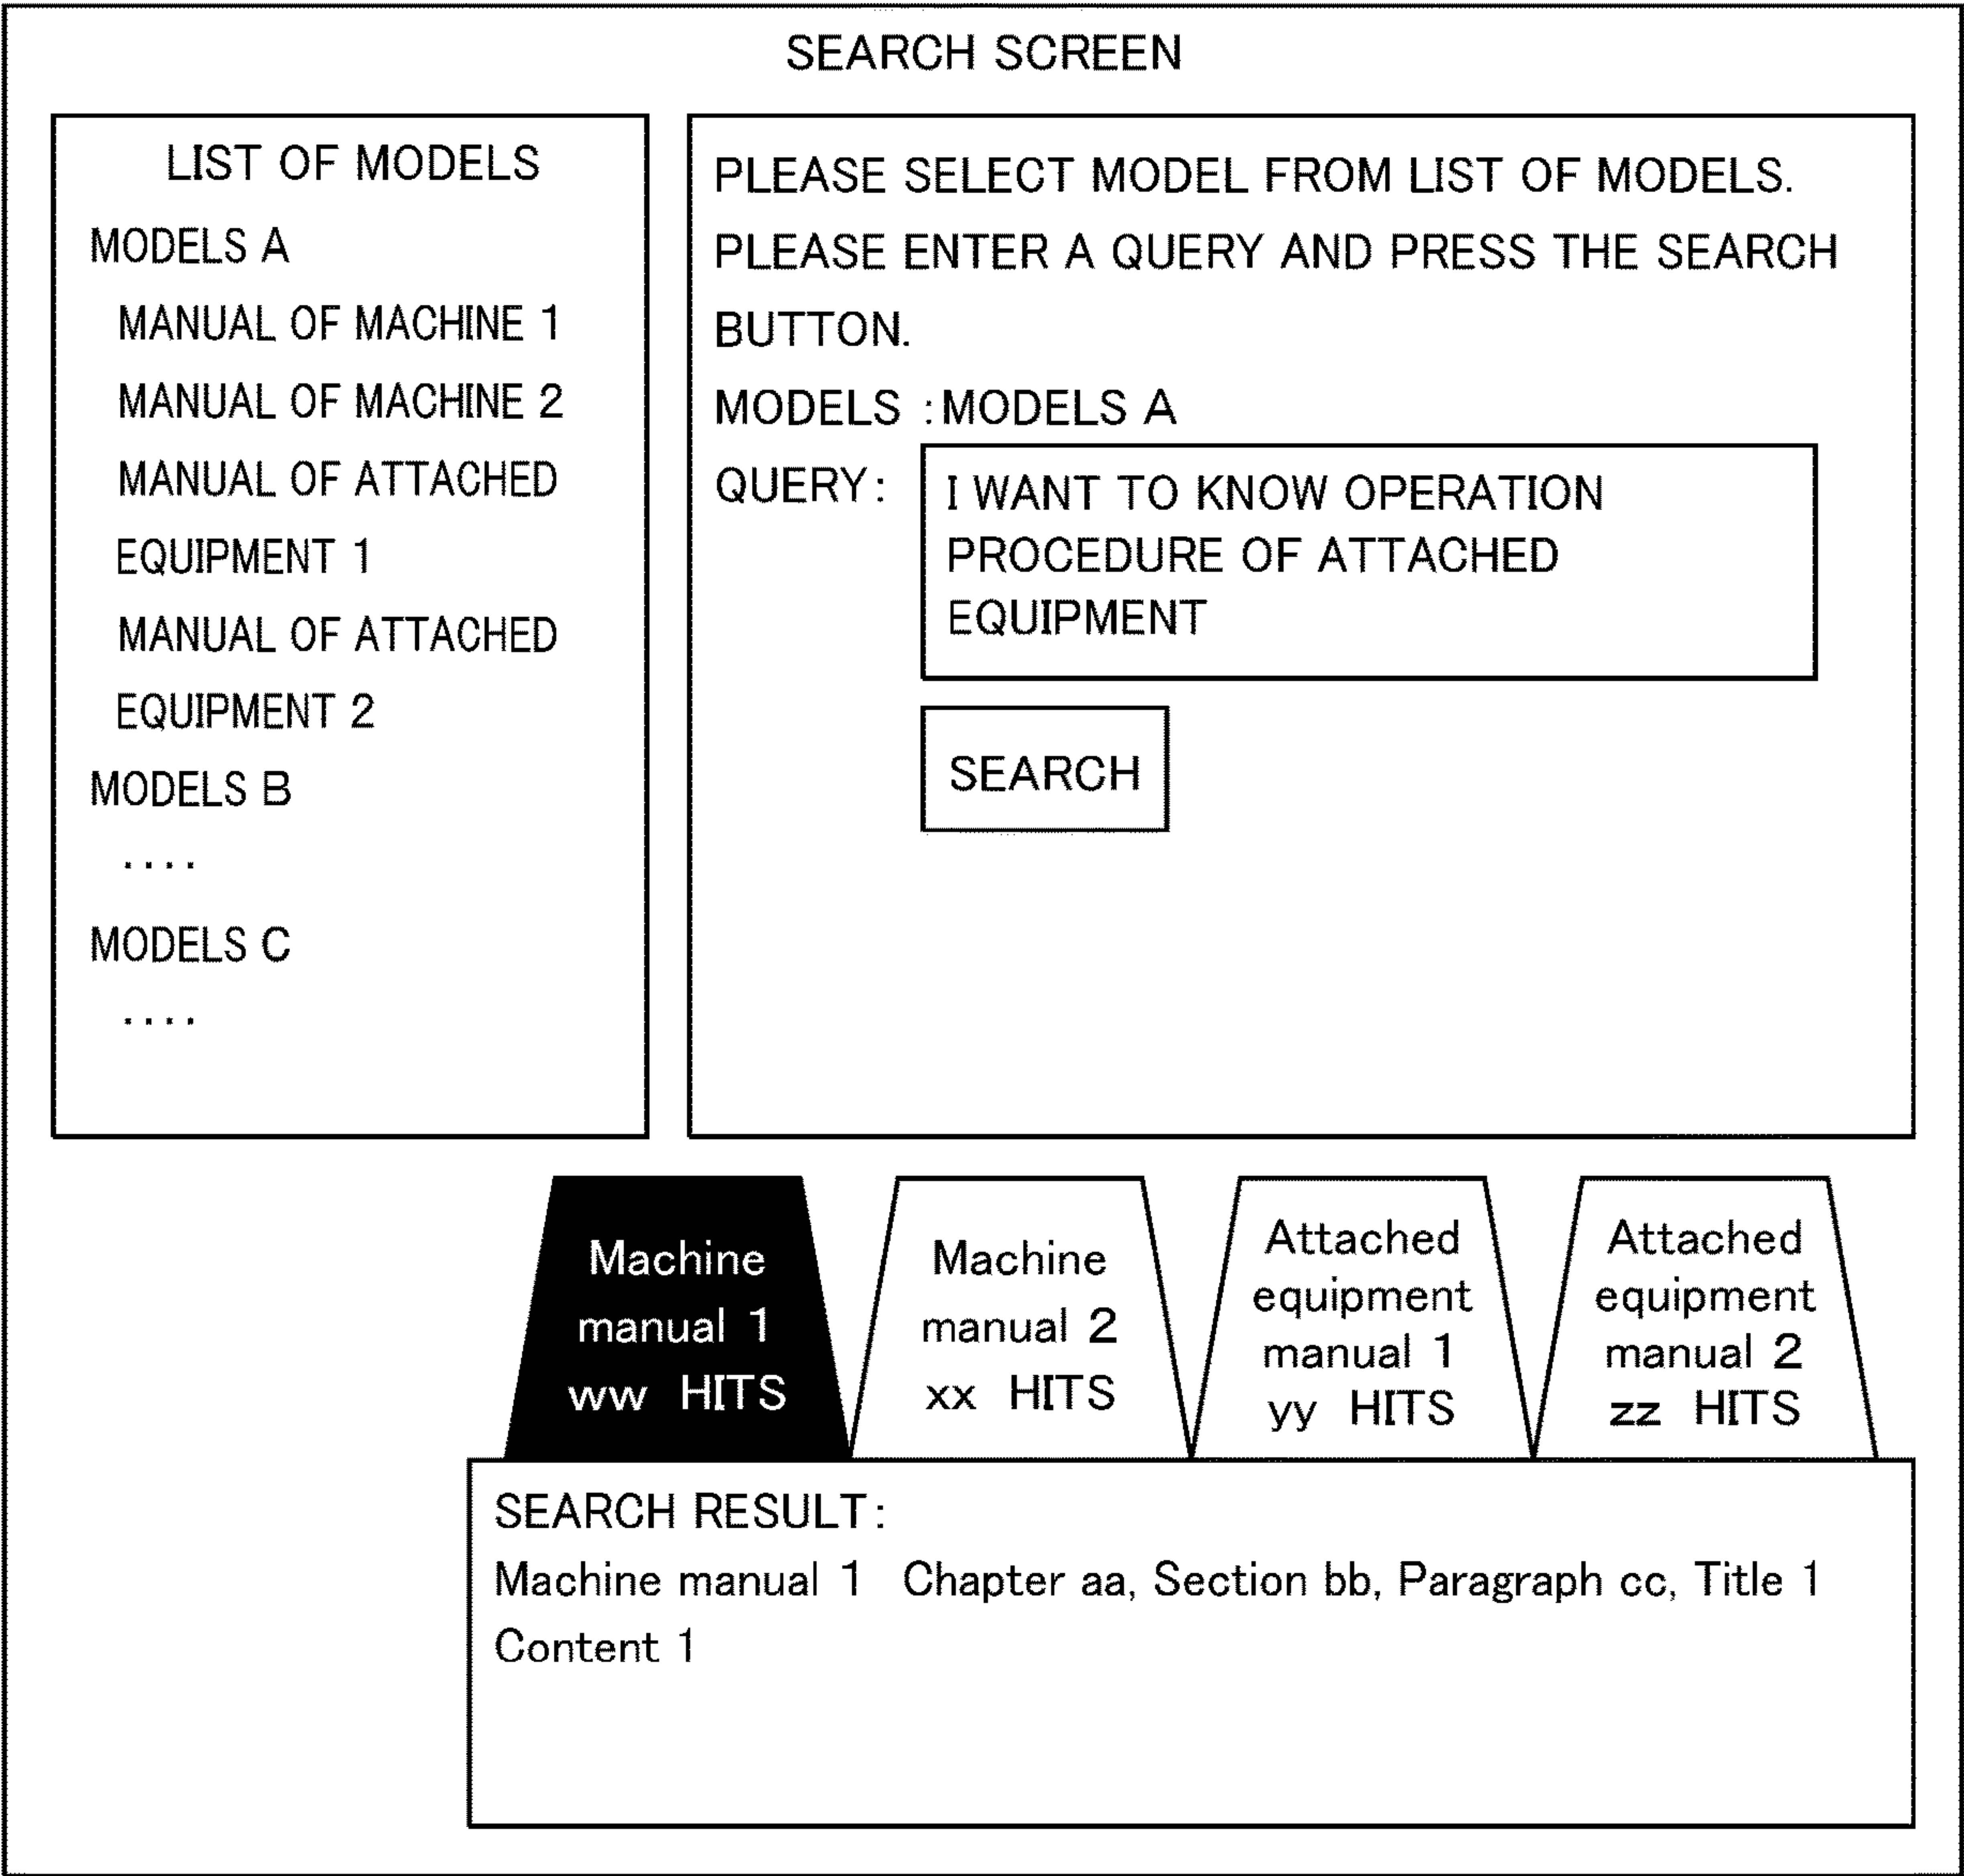 SEARCH SCREEN
LIST OF MODELS
MODELS A
MANUAL OF MACHINE 1
MANUAL OF MACHINE 2
MANUAL OF ATTACHED
EQUIPMENT 1
MANUAL OF ATTACHED
EQUIPMENT 2
MODELS B
....
MODELS C
....
PLEASE SELECT MODEL FROM LIST OF MODELS.
PLEASE ENTER A QUERY AND PRESS THE SEARCH
BUTTON.
MODELS :MODELS A
QUERY:
I WANT TO KNOW OPERATION
PROCEDURE OF ATTACHED
EQUIPMENT
SEARCH
Machine
manual 1
ww HITS
Machine
manual 2
xx HITS
Attached
equipment
manual 1
yy HITS
Attached
equipment
manual 2
zz HITS
SEARCH RESULT:
Machine manual 1 Chapter aa, Section bb, Paragraph cc, Title 1
Content 1